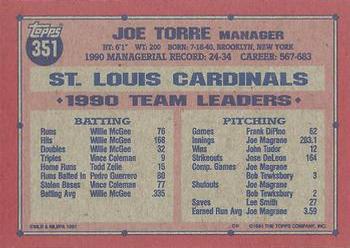 Topps
351
JOE TORRE MANAGER
HT: 6'1" WT: 200 BORN: 7-18-40, BROOKLYN, NEW YORK
1990 MANAGERIAL RECORD: 24-34 CAREER: 567-683
ST. LOUIS CARDINALS
1990 TEAM LEADERS
BATTING
Runs Willie McGee 76
Hits Willie McGee 168
Doubles Willie McGee 32
Triples Vince Coleman 9
Home Runs Todd Zeile 15
Runs Batted In Pedro Guerrero 80
Stolen Bases Vince Coleman 77
Batting Avg Willie McGee .335
PITCHING
Games Frank DiPino 62
Innings Joe Magrane 203.1
Wins John Tudor 12
Strikeouts Jose DeLeon 164
Comp. Games Joe Magrane
Bob Tewksbury 3
Shutouts Joe Magrane
Bob Tewksbury 2
Saves Lee Smith 27
Earned Run Avg Joe Magrane 3.59
©MLB & MLBPA 1991
©1991 THE TOPPS COMPANY, INC.